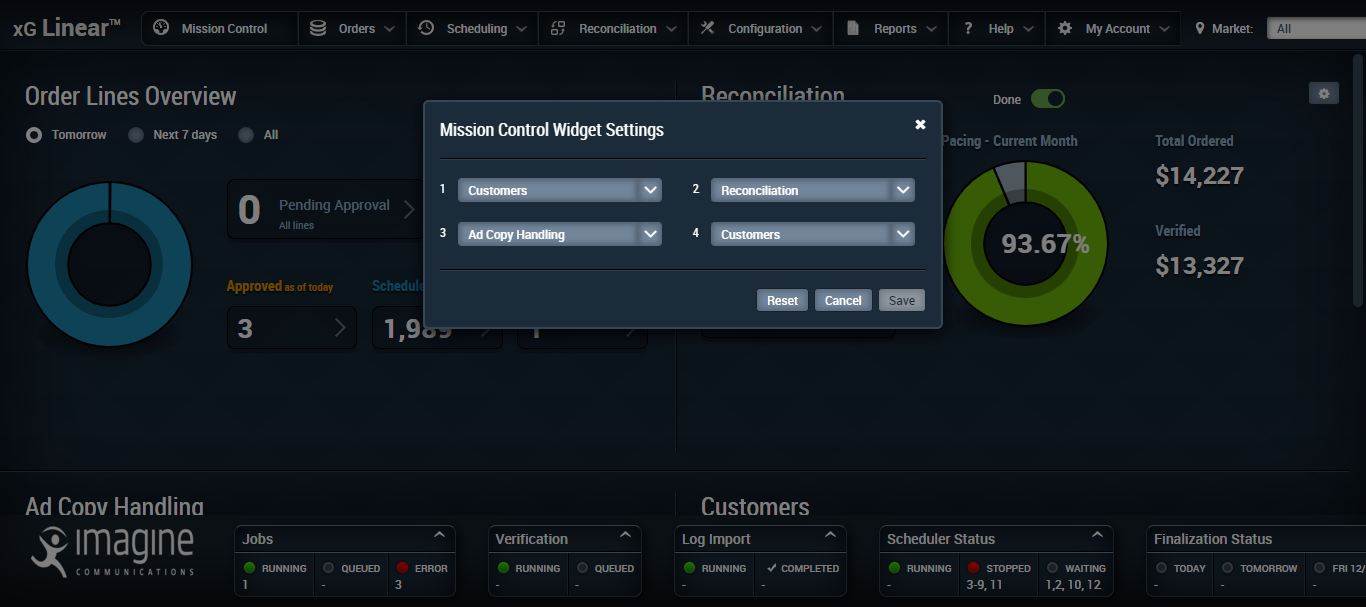 xG Linear™
Mission Control
Orders
Scheduling
Reconciliation
Configuration
Reports
Help
My Account
Market:
All
Order Lines Overview
Tomorrow
Next 7 days
All
0
Pending Approval
All lines
Approved as of today
3
Schedule
1,989
1
Reconciliation
Done
Pacing - Current Month
93.67%
Total Ordered
$14,227
Verified
$13,327
Mission Control Widget Settings
1 Customers
2 Reconciliation
3 Ad Copy Handling
4 Customers
Reset
Cancel
Save
Ad Copy Handling
Customers
imagine
COMMUNICATIONS
Jobs
RUNNING
1
QUEUED
-
ERROR
3
Verification
RUNNING
-
QUEUED
-
Log Import
RUNNING
-
COMPLETED
-
Scheduler Status
RUNNING
-
STOPPED
3-9, 11
WAITING
1,2, 10, 12
Finalization Status
TODAY
-
TOMORROW
-
FRI 12/
-